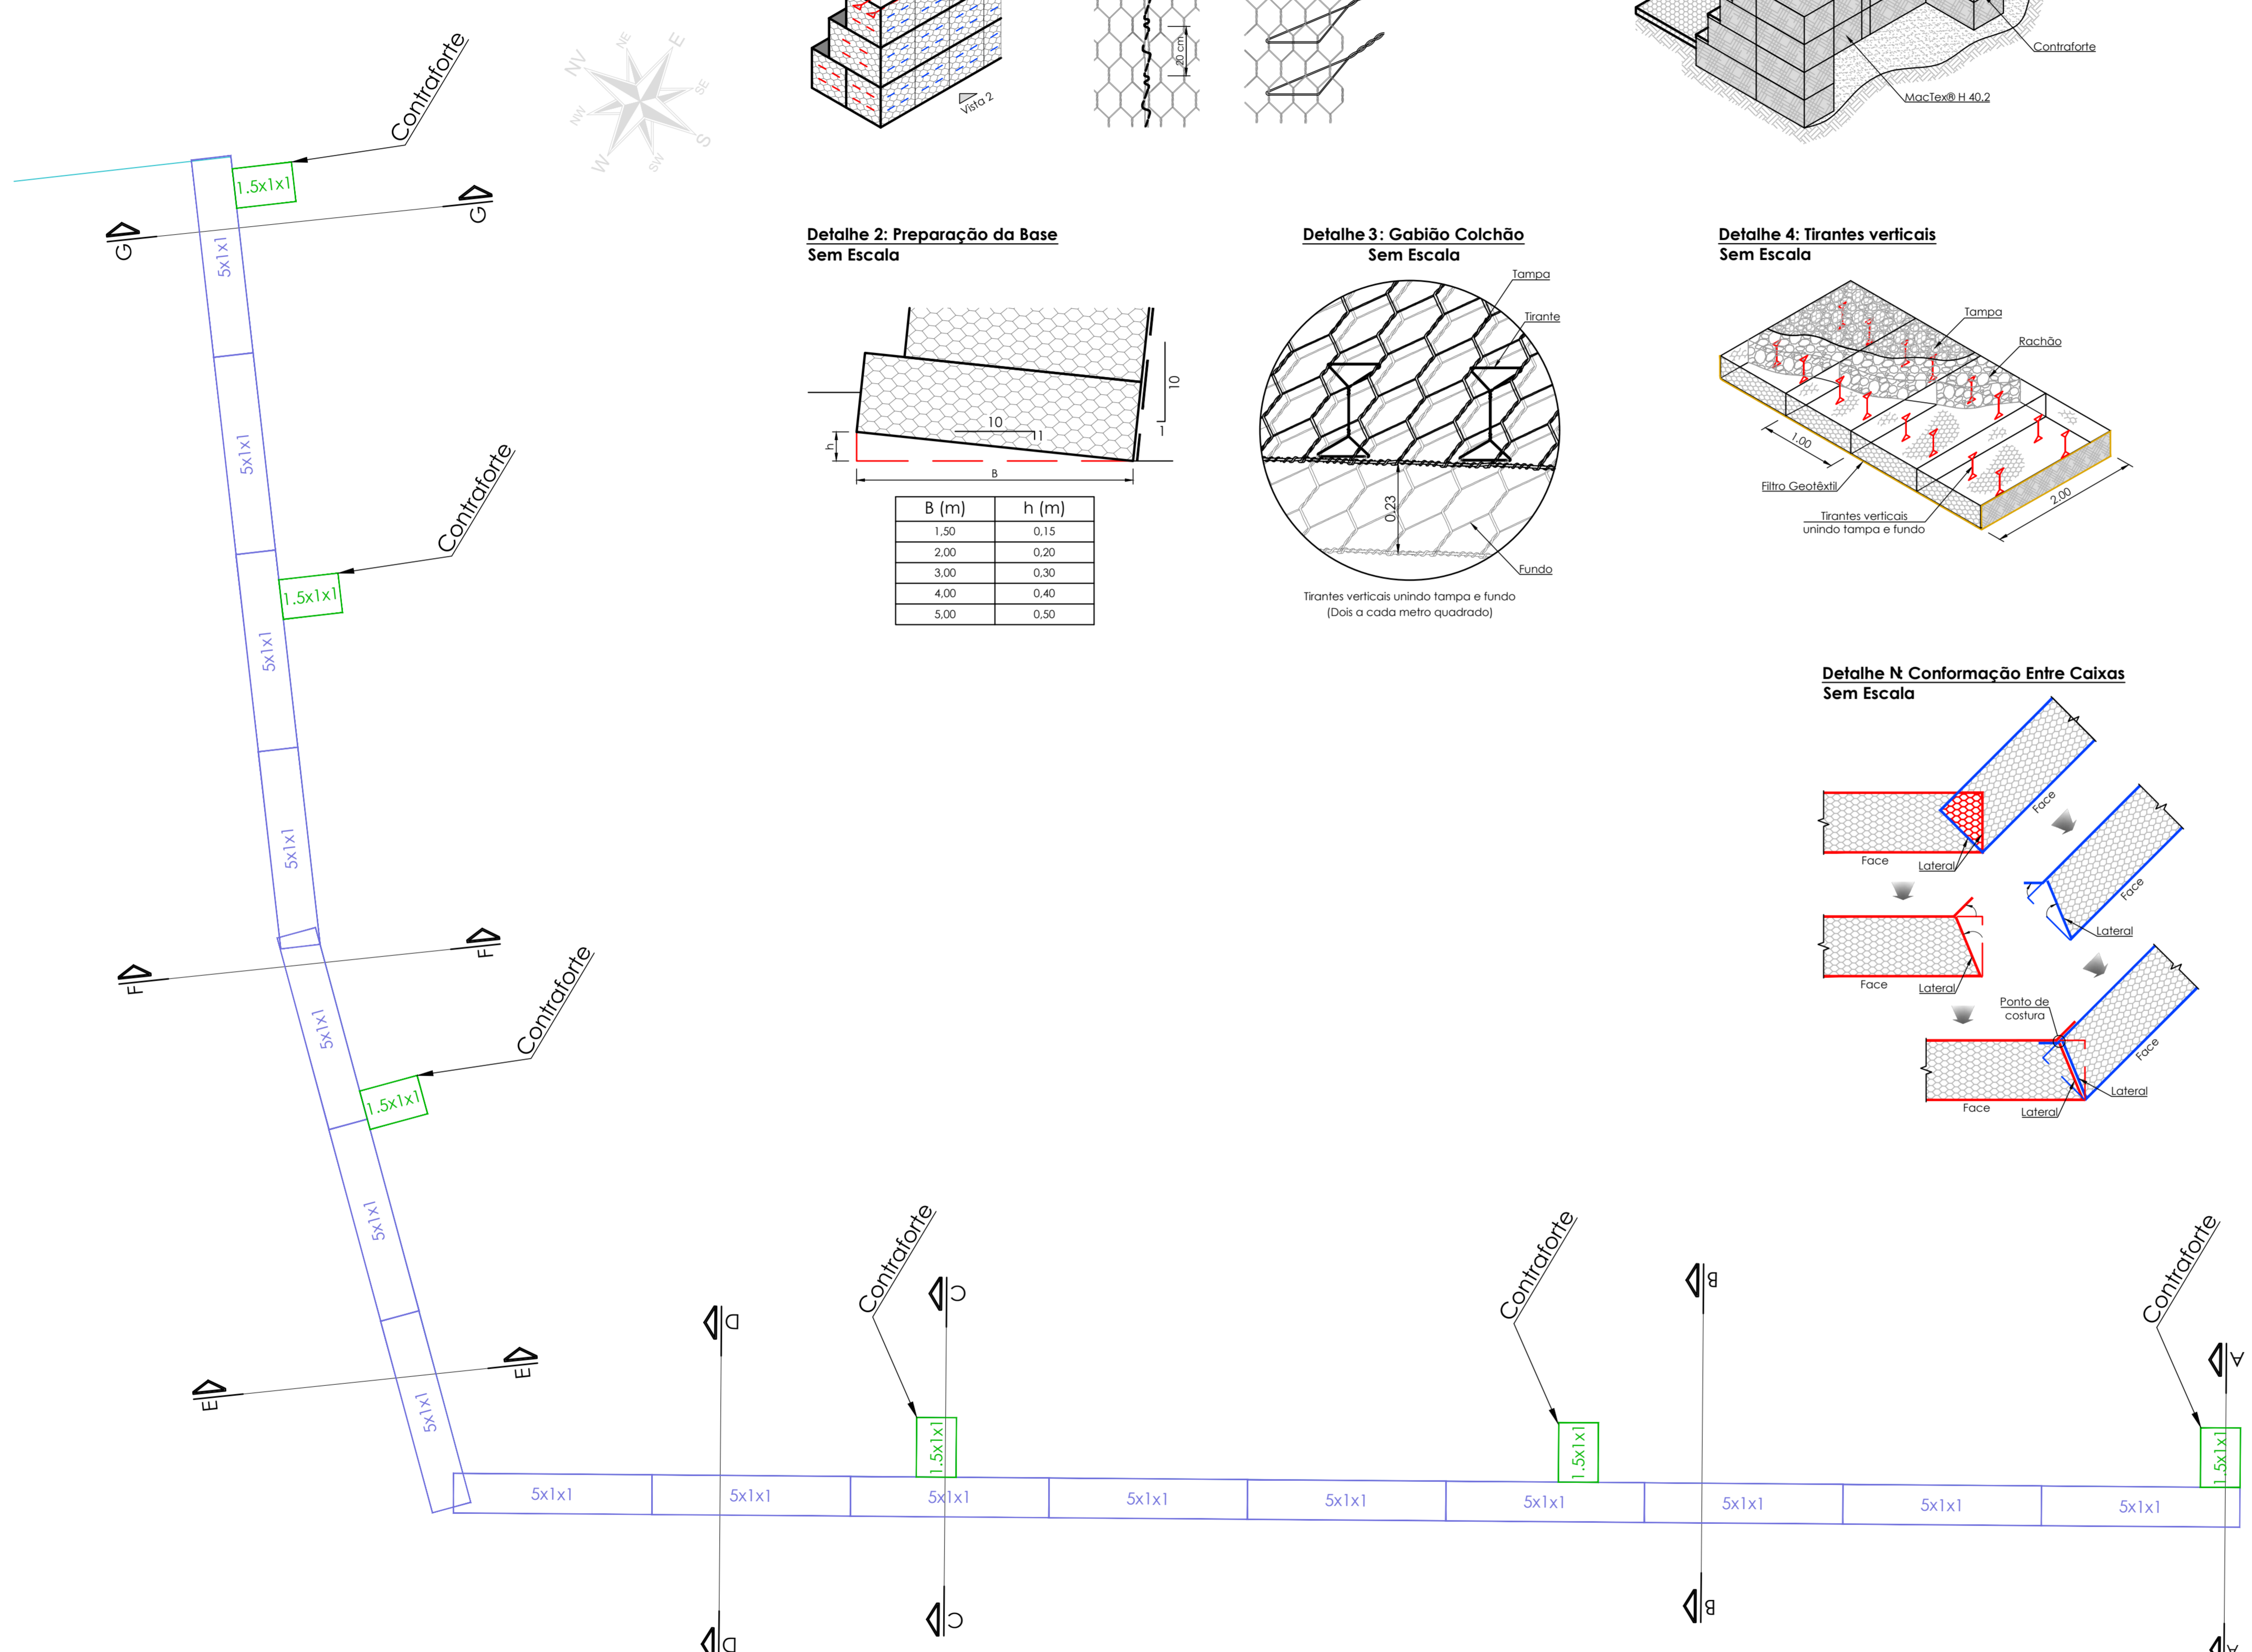 Contraforte
NV
NE
E
SE
S
SW
W
NW
Vista 2
20 cm
Contraforte
MacTex® H 40.2
1.5x1x1
G
G
5x1x1
5x1x1
Contraforte
1.5x1x1
5x1x1
5x1x1
F
F
Contraforte
5x1x1
1.5x1x1
5x1x1
E
E
5x1x1
Detalhe 2: Preparação da Base
Sem Escala
10
1
10
1
h
B
B (m) h (m)
1,50 0,15
2,00 0,20
3,00 0,30
4,00 0,40
5,00 0,50
Detalhe 3: Gabião Colchão
Sem Escala
Tampa
Tirante
0.23
Fundo
Tirantes verticais unindo tampa e fundo
(Dois a cada metro quadrado)
Detalhe 4: Tirantes verticais
Sem Escala
Tampa
Rachão
1.00
Filtro Geotêxtil
2.00
Tirantes verticais
unindo tampa e fundo
Detalhe N: Conformação Entre Caixas
Sem Escala
Face
Face
Lateral
Face
Lateral
Face
Lateral
Ponto de
costura
Face
Lateral
Face
Lateral
Contraforte
Contraforte
Contraforte
D
C
B
A
1.5x1x1
1.5x1x1
1.5x1x1
5x1x1
5x1x1
5x1x1
5x1x1
5x1x1
5x1x1
5x1x1
5x1x1
5x1x1
D
C
B
A